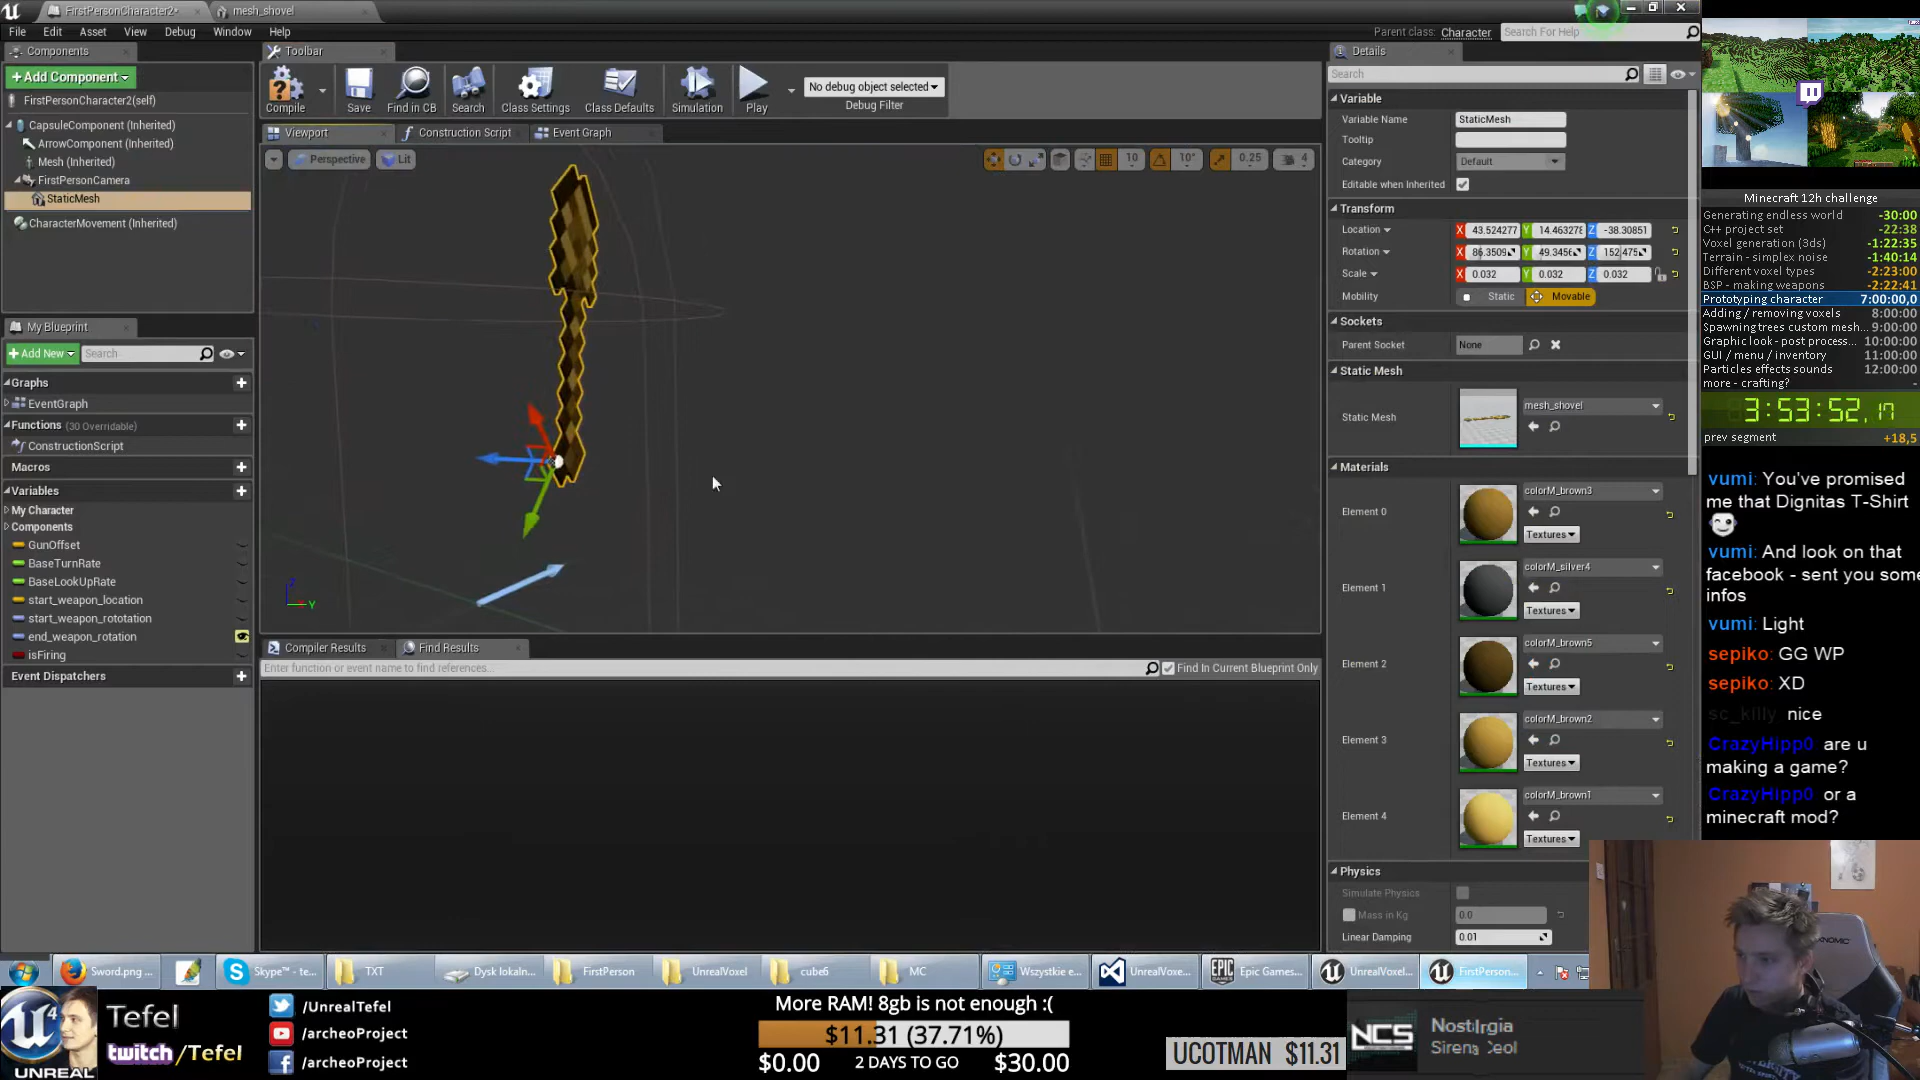 FirstPersonCharacter2*
mesh_shovel
File
Edit
Asset
View
Debug
Window
Help
Parent class:
Character
Search For Help
Components
Toolbar
Details
+Add Component
FirstPersonCharacter2(self)
CapsuleComponent (Inherited)
ArrowComponent (Inherited)
Mesh (Inherited)
FirstPersonCamera
StaticMesh
CharacterMovement (Inherited)
Compile
Save
Find in CB
Search
Class Settings
Class Defaults
Simulation
Play
No debug object selected
Debug Filter
Viewport
Construction Script
Event Graph
Perspective
Lit
10
10°
0.25
4
My Blueprint
+Add New
Search
Graphs
EventGraph
Functions (30 Overridable)
ConstructionScript
Macros
Variables
My Character
Components
GunOffset
BaseTurnRate
BaseLookUpRate
start_weapon_location
start_weapon_rototation
end_weapon_rotation
isFiring
Event Dispatchers
Z
Y
Compiler Results
Find Results
Enter function or event name to find references...
Find In Current Blueprint Only
Search
Variable
Variable Name
StaticMesh
Tooltip
Category
Default
Editable when Inherited
Transform
Location
X 43.524277 Y 14.463278 Z -38.30851
Rotation
X 86.3509 Y 49.3456 Z 152.475
Scale
X 0.032 Y 0.032 Z 0.032
Mobility
Static
Movable
Sockets
Parent Socket
None
Static Mesh
Static Mesh
mesh_shovel
Materials
Element 0
colorM_brown3
Textures
Element 1
colorM_silver4
Textures
Element 2
colorM_brown5
Textures
Element 3
colorM_brown2
Textures
Element 4
colorM_brown1
Textures
Physics
Simulate Physics
Mass in Kg
0.0
Linear Damping
0.01
Minecraft 12h challenge
Generating endless world -30:00
C++ project set -22:38
Voxel generation (3ds) -1:22:35
Terrain - simplex noise -1:40:14
Different voxel types -2:23:00
BSP - making weapons -2:22:41
Prototyping character 7:00:00,0
Adding / removing voxels 8:00:00
Spawning trees custom mesh... 9:00:00
Graphic look - post process... 10:00:00
GUI / menu / inventory 11:00:00
Particles effects sounds 12:00:00
more - crafting? -
3:53:52,17
prev segment +18,5
vumi: You've promised
me that Dignitas T-Shirt
vumi: And look on that
facebook - sent you some
infos
vumi: Light
sepiko: GG WP
sepiko: XD
sc_killy nice
CrazyHipp0 are u
making a game?
CrazyHipp0 or a
minecraft mod?
Sword.png ...
Skype™ - te...
TXT
Dysk lokaln...
FirstPerson
UnrealVoxel
cube6
MC
Wszystkie e...
UnrealVoxe...
EPIC GAMES
Epic Games...
UnrealVoxel...
FirstPerson...
4
UNREAL
Tefel
twitch/Tefel
/UnrealTefel
/archeoProject
/archeoProject
More RAM! 8gb is not enough :(
$11.31 (37.71%)
$0.00
2 DAYS TO GO
$30.00
UCOTMAN $11.31
NCS